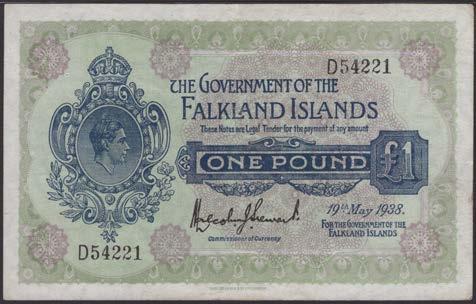 D54221
THE GOVERNMENT OF THE
FALKLAND ISLANDS
These Notes are Legal Tender for the payment of any amount
ONE POUND £1
19th May 1938.
FOR THE GOVERNMENT OF THE
FALKLAND ISLANDS
Commissioner of Currency
D54221